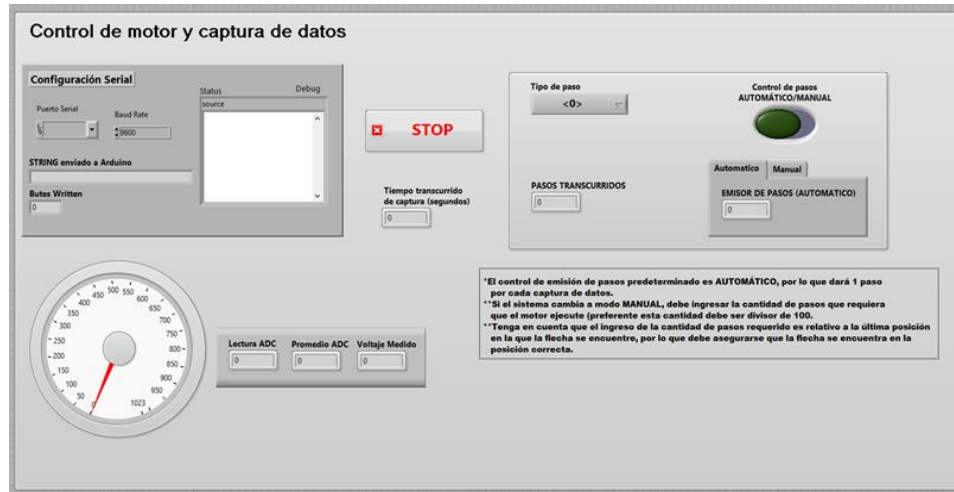 Control de motor y captura de datos
Configuración Serial
Puerto Serial
Baud Rate
9600
STRING enviado a Arduino
Butes Written
0
Status
Debug
source
STOP
Tiempo transcurrido
de captura (segundos)
0
Tipo de paso
<0>
Control de pasos
AUTOMÁTICO/MANUAL
PASOS TRANSCURRIDOS
0
Automatico
Manual
EMISOR DE PASOS (AUTOMATICO)
0
0
50
100
150
200
250
300
350
400
450
500
550
600
650
700
750
800
850
900
950
1023
Lectura ADC
0
Promedio ADC
0
Voltaje Medido
0
*El control de emisión de pasos predeterminado es AUTOMÁTICO, por lo que dará 1 paso
por cada captura de datos.
**Si el sistema cambia a modo MANUAL, debe ingresar la cantidad de pasos que requiera
que el motor ejecute (preferente esta cantidad debe ser divisor de 100.
**Tenga en cuenta que el ingreso de la cantidad de pasos requerido es relativo a la última posición
en la que la flecha se encuentre, por lo que debe asegurarse que la flecha se encuentra en la
posición correcta.